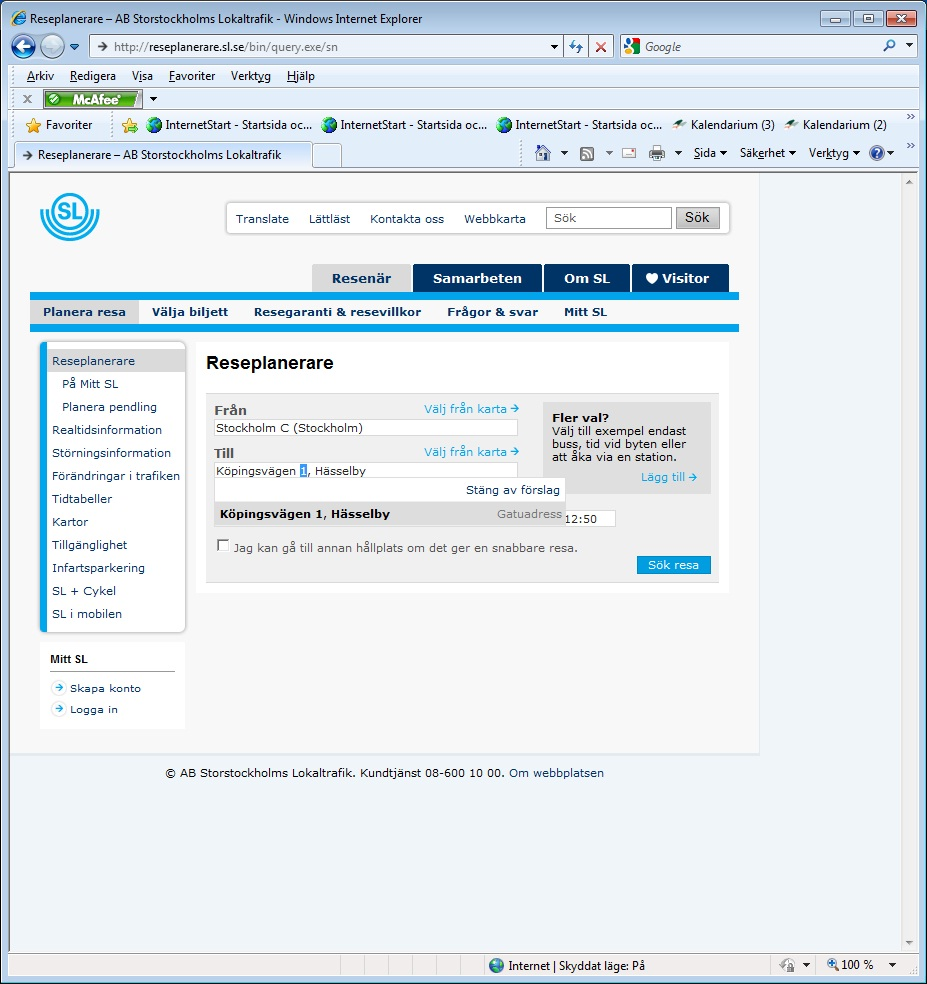 Reseplanerare – AB Storstockholms Lokaltrafik - Windows Internet Explorer
http://reseplanerare.sl.se/bin/query.exe/sn
Google
Arkiv Redigera Visa Favoriter Verktyg Hjälp
x McAfee
Favoriter InternetStart - Startsida oc... InternetStart - Startsida oc... InternetStart - Startsida oc... Kalendarium (3) Kalendarium (2) »
Reseplanerare – AB Storstockholms Lokaltrafik Sida Säkerhet Verktyg »
SL
Translate Lättläst Kontakta oss Webbkarta Sök Sök
Resenär Samarbeten Om SL Visitor
Planera resa Välja biljett Resegaranti & resevillkor Frågor & svar Mitt SL
Reseplanerare
På Mitt SL
Planera pendling
Realtidsinformation
Störningsinformation
Förändringar i trafiken
Tidtabeller
Kartor
Tillgänglighet
Infartsparkering
SL + Cykel
SL i mobilen
Mitt SL
Skapa konto
Logga in
Reseplanerare
Från Välj från karta
Stockholm C (Stockholm)
Till Välj från karta
Köpingsvägen 1, Hässelby
Stäng av förslag
Köpingsvägen 1, Hässelby Gatuadress
12:50
Jag kan gå till annan hållplats om det ger en snabbare resa.
Sök resa
Fler val?
Välj till exempel endast
buss, tid vid byten eller
att åka via en station.
Lägg till
© AB Storstockholms Lokaltrafik. Kundtjänst 08-600 10 00. Om webbplatsen
Internet | Skyddat läge: På
100 %